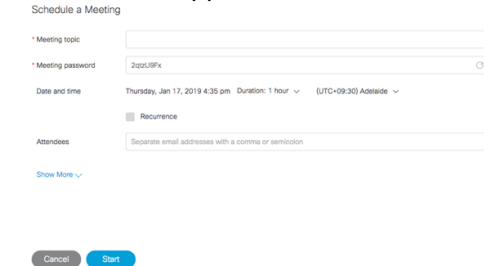 Schedule a Meeting
* Meeting topic
* Meeting password 2qtzU9Fx
Date and time Thursday, Jan 17, 2019 4:35 pm Duration: 1 hour (UTC+09:30) Adelaide
Recurrence
Attendees Separate email addresses with a comma or semicolon
Show More
Cancel Start